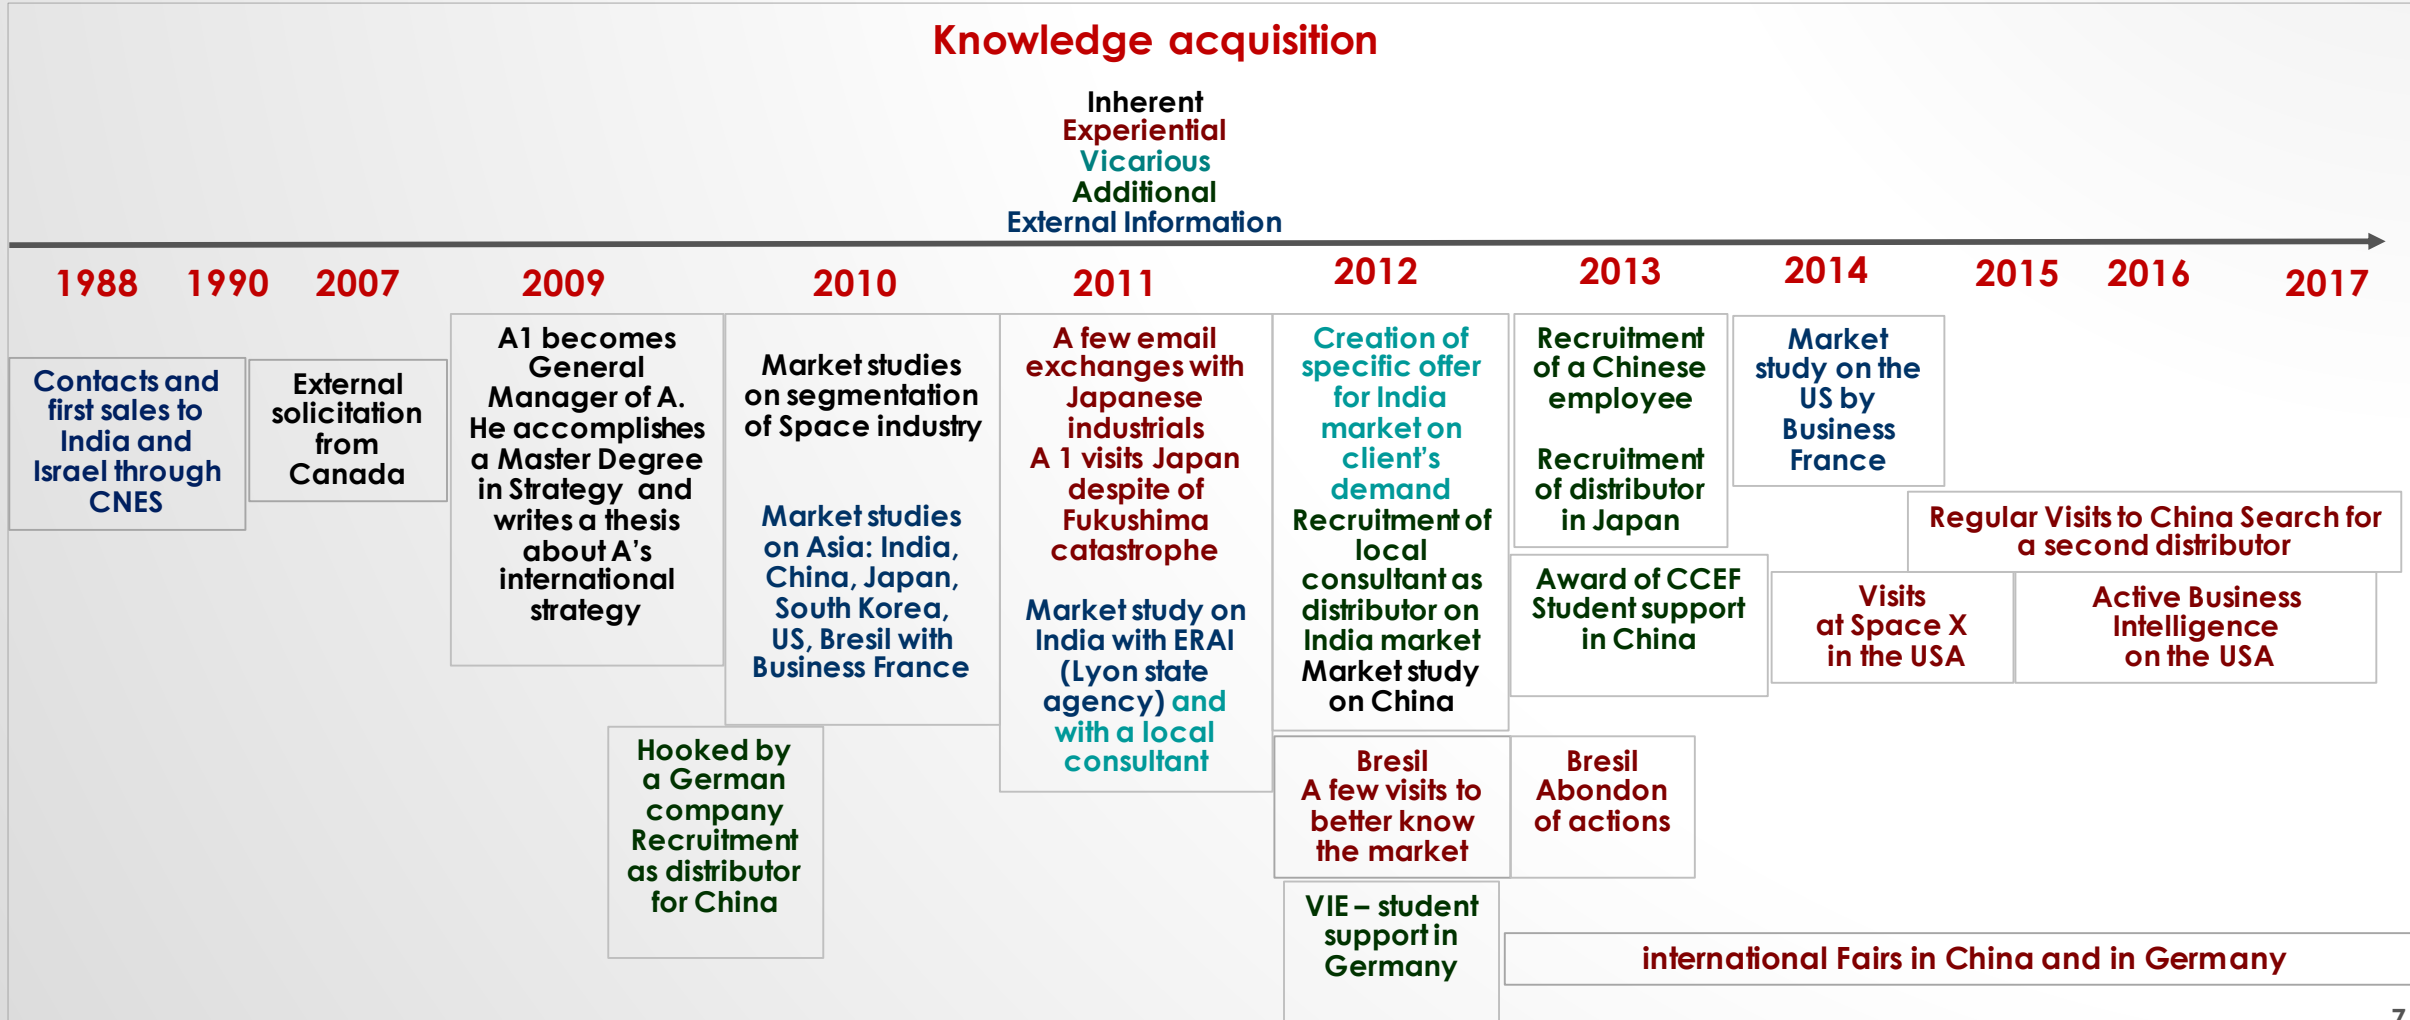 Knowledge acquisition
Inherent
Experiential
Vicarious
Additional
External Information
1988
1990
2007
2009
2010
2011
2012
2013
2014
2015
2016
2017
Contacts and
first sales to
India and
Israel through
CNES
External
solicitation
from
Canada
A1 becomes
General
Manager of A.
He accomplishes
a Master Degree
in Strategy and
writes a thesis
about A's
international
strategy
Market studies
on segmentation
of Space industry
Market studies
on Asia: India,
China, Japan,
South Korea,
US, Bresil with
Business France
Hooked by
a German
company
Recruitment
as distributor
for China
A few email
exchanges with
Japanese
industrials
A 1 visits Japan
despite of
Fukushima
catastrophe
Market study on
India with ERAI
(Lyon state
agency) and
with a local
consultant
Creation of
specific offer
for India
market on
client's
demand
Recruitment of
local
consultant as
distributor on
India market
Market study
on China
Bresil
A few visits to
better know
the market
VIE – student
support in
Germany
Recruitment
of a Chinese
employee
Recruitment
of distributor
in Japan
Award of CCEF
Student support
in China
Bresil
Abondon
of actions
Market
study on the
US by
Business
France
Regular Visits to China Search for
a second distributor
Visits
at Space X
in the USA
Active Business
Intelligence
on the USA
international Fairs in China and in Germany
7